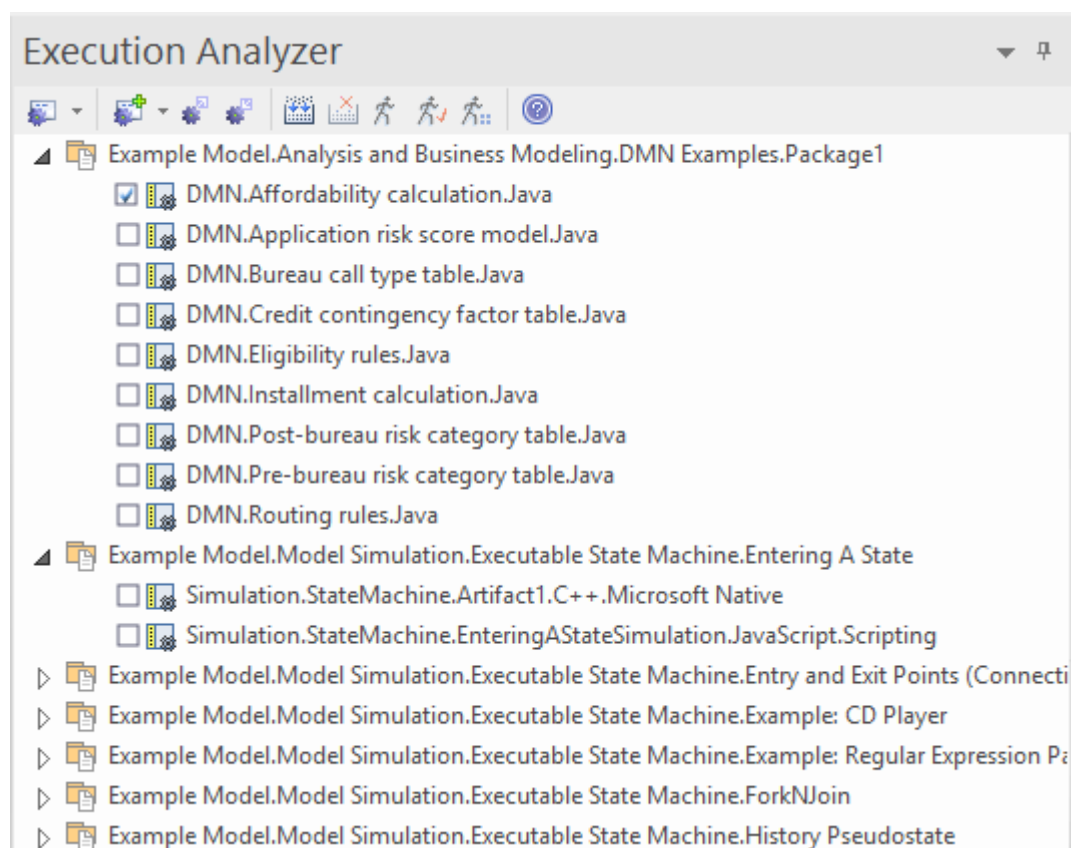 Execution Analyzer
Example Model.Analysis and Business Modeling.DMN Examples.Package1
DMN.Affordability calculation.Java
DMN.Application risk score model.Java
DMN.Bureau call type table.Java
DMN.Credit contingency factor table.Java
DMN.Eligibility rules.Java
DMN.Installment calculation.Java
DMN.Post-bureau risk category table.Java
DMN.Pre-bureau risk category table.Java
DMN.Routing rules.Java
Example Model.Model Simulation.Executable State Machine.Entering A State
Simulation.StateMachine.Artifact1.C++.Microsoft Native
Simulation.StateMachine.EnteringAStateSimulation.JavaScript.Scripting
Example Model.Model Simulation.Executable State Machine.Entry and Exit Points (Connecti
Example Model.Model Simulation.Executable State Machine.Example: CD Player
Example Model.Model Simulation.Executable State Machine.Example: Regular Expression Pa
Example Model.Model Simulation.Executable State Machine.ForkNJoin
Example Model.Model Simulation.Executable State Machine.History Pseudostate